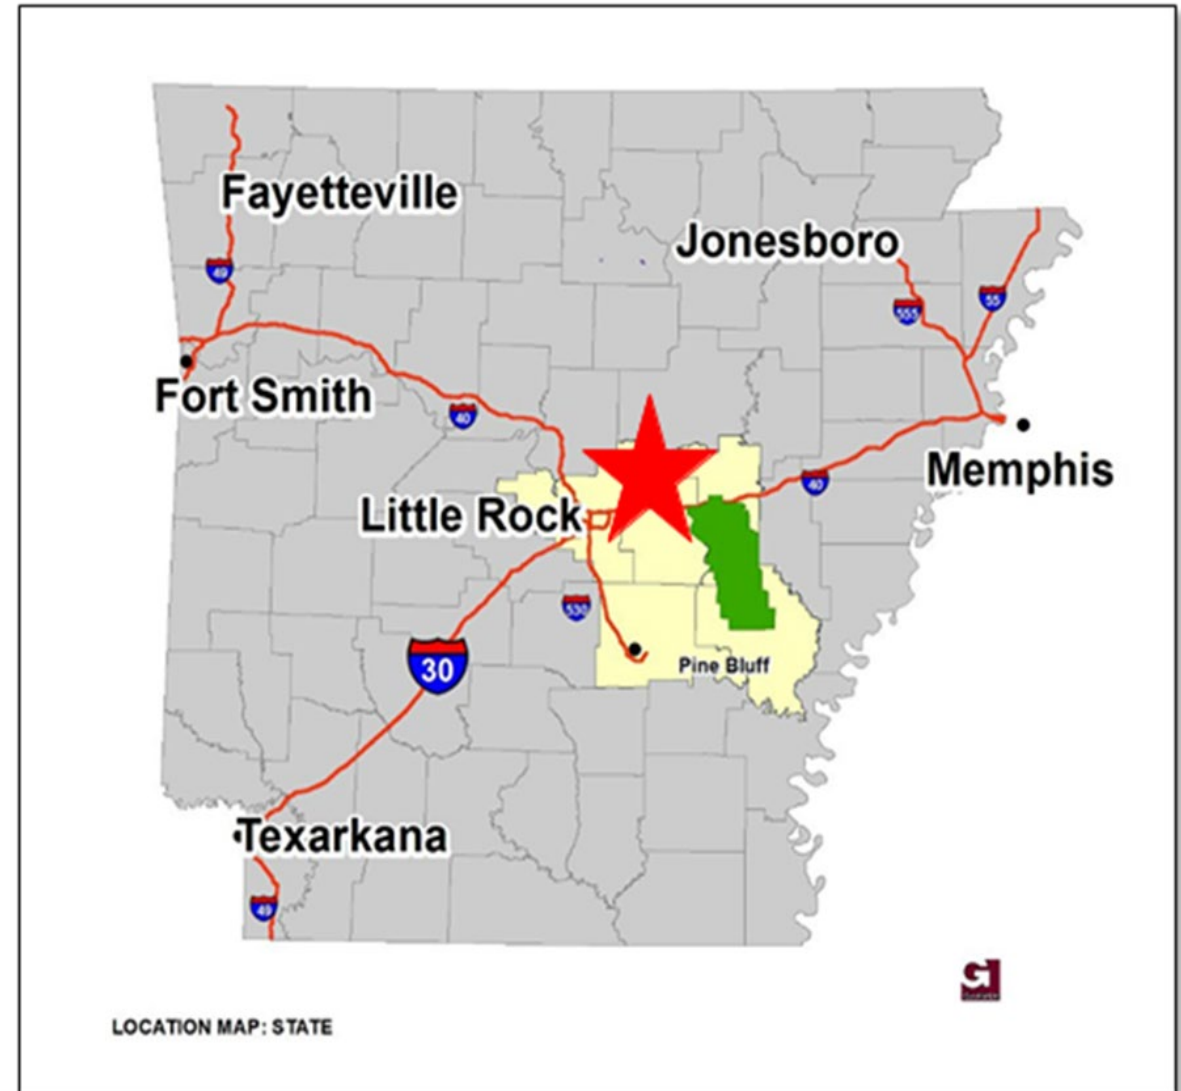 Fayetteville
Jonesboro
49
555
55
Fort Smith
40
Memphis
40
Little Rock
530
30
Pine Bluff
Texarkana
49
LOCATION MAP: STATE